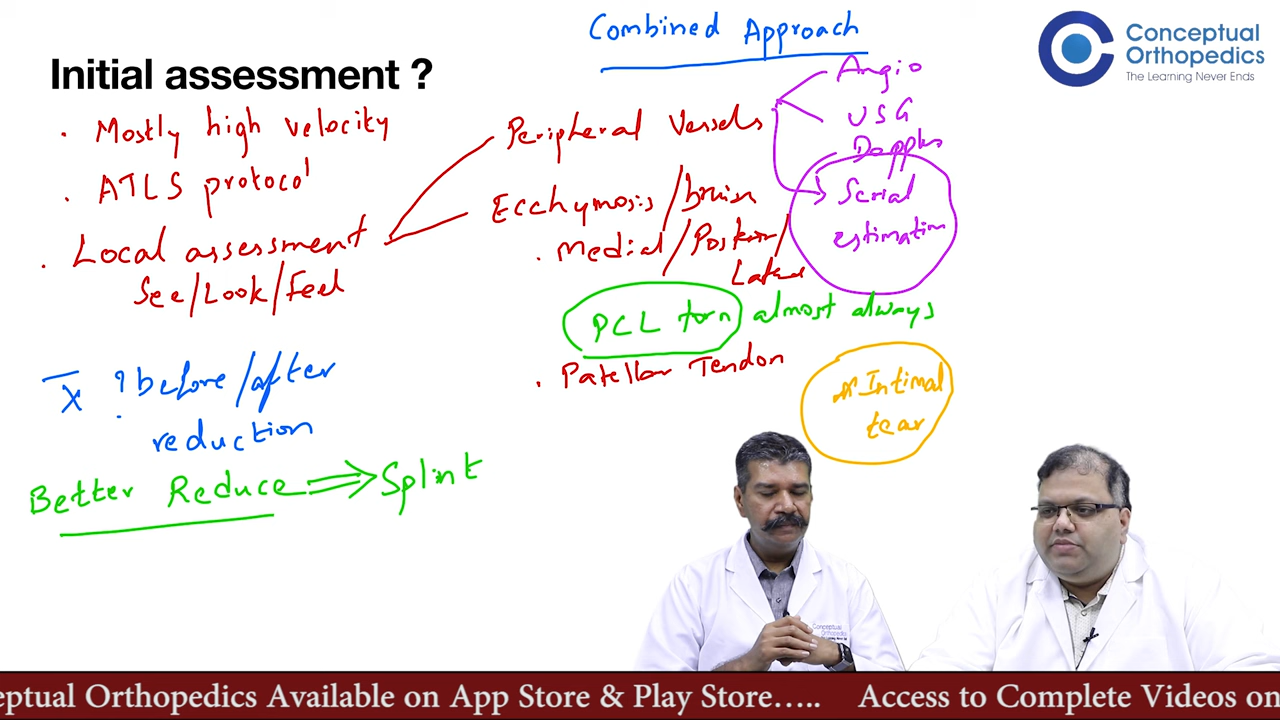 Combined Approach
Conceptual
Orthopedics
The Learning Never Ends
Initial assessment ?
. Mostly high velocity
. ATLS protocol
. Local assessment
See/Look/Feel
Peripheral Vessels
Angio
USG
Doppler
Serial
estimation
Ecchymosis/bruise
. Medial/Posterior/
Lateral
PCL torn almost always
. Patellar Tendon
Intimal
tear
X ? before/after
reduction
Better Reduce ⇒ Splint
Conceptual
Orthopedics
eptual Orthopedics Available on App Store & Play Store..... Access to Complete Videos on